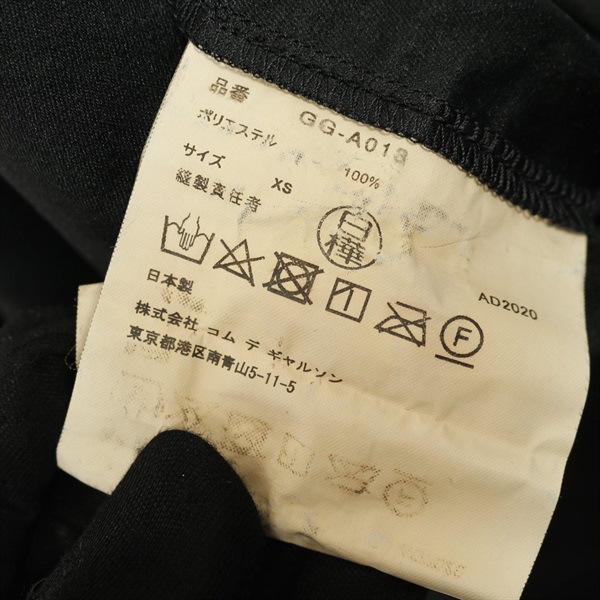 品番 GG-A013
ポリエステル 100%
サイズ XS
縫製責任者
白樺
F
AD2020
日本製
株式会社 コム デ ギャルソン
東京都港区南青山5-11-5